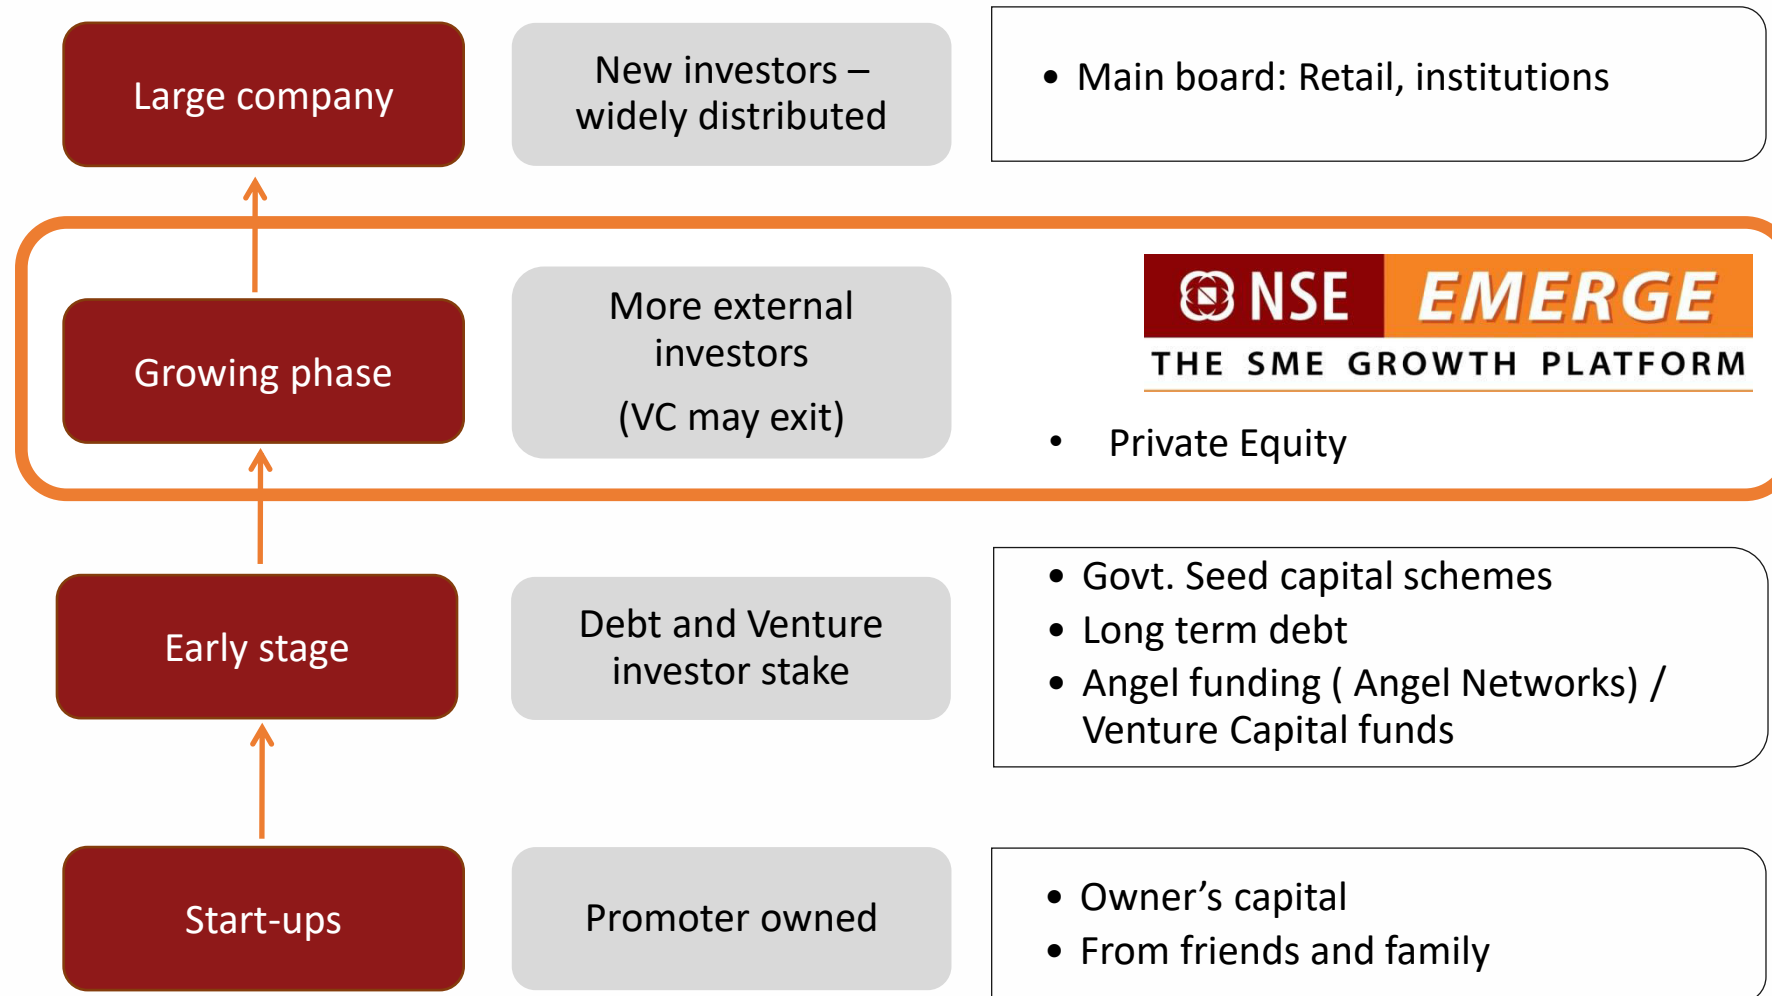 Large company
New investors –
widely distributed
• Main board: Retail, institutions
Growing phase
More external
investors
(VC may exit)
NSE EMERGE
THE SME GROWTH PLATFORM
• Private Equity
Early stage
Debt and Venture
investor stake
• Govt. Seed capital schemes
• Long term debt
• Angel funding ( Angel Networks) /
Venture Capital funds
Start-ups
Promoter owned
• Owner’s capital
• From friends and family